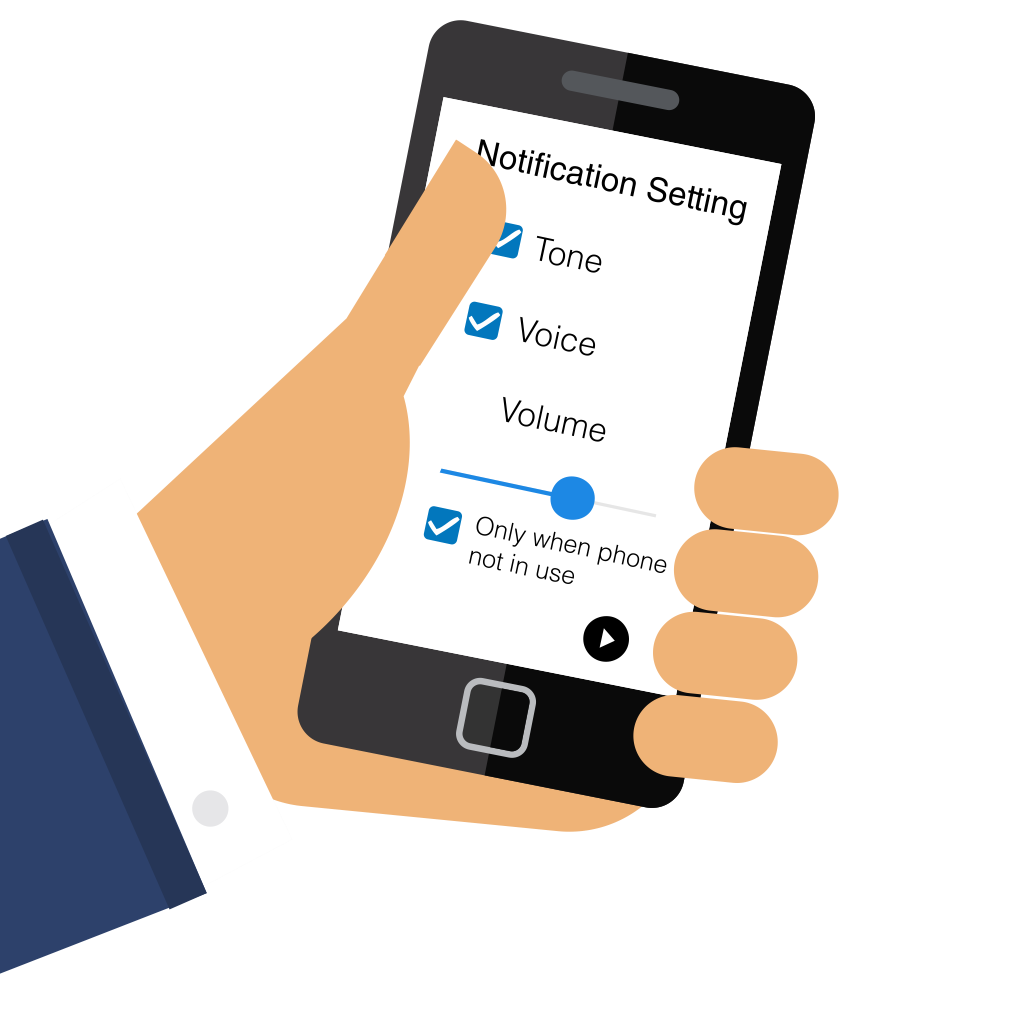 Notification Setting
Tone
Voice
Volume
Only when phone
not in use